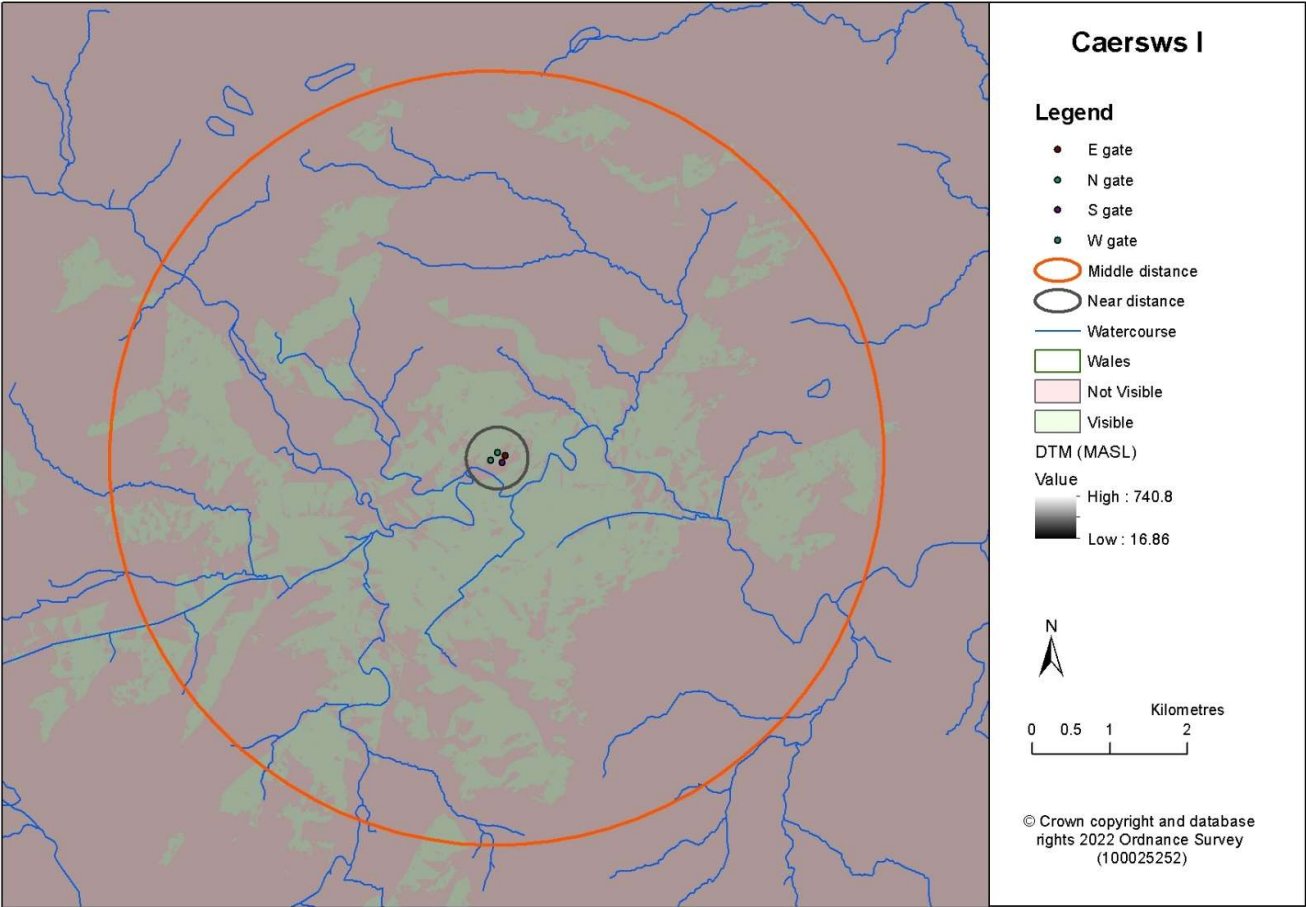 Caersws I
Legend
E gate
N gate
S gate
W gate
Middle distance
Near distance
Watercourse
Wales
Not Visible
Visible
DTM (MASL)
Value
High : 740.8
Low : 16.86
N
Kilometres
0 0.5 1 2
© Crown copyright and database
rights 2022 Ordnance Survey
(100025252)